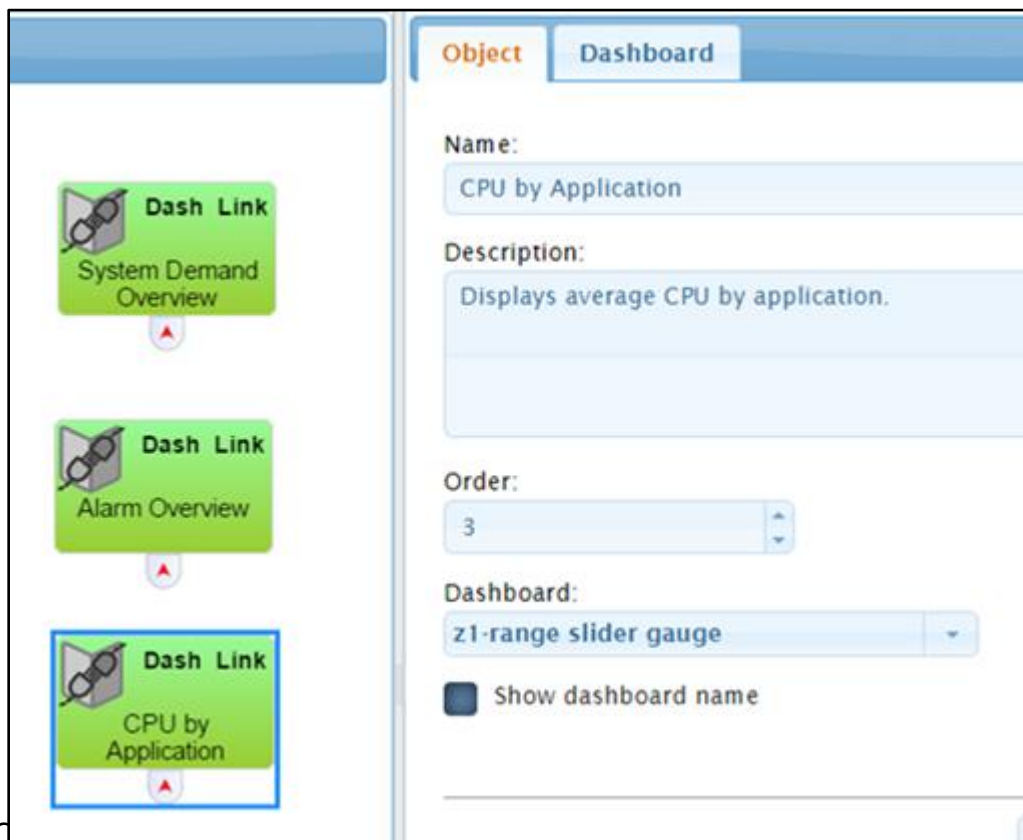 Dash Link
System Demand
Overview
Dash Link
Alarm Overview
Dash Link
CPU by
Application
Object
Dashboard
Name:
CPU by Application
Description:
Displays average CPU by application.
Order:
3
Dashboard:
z1-range slider gauge
Show dashboard name